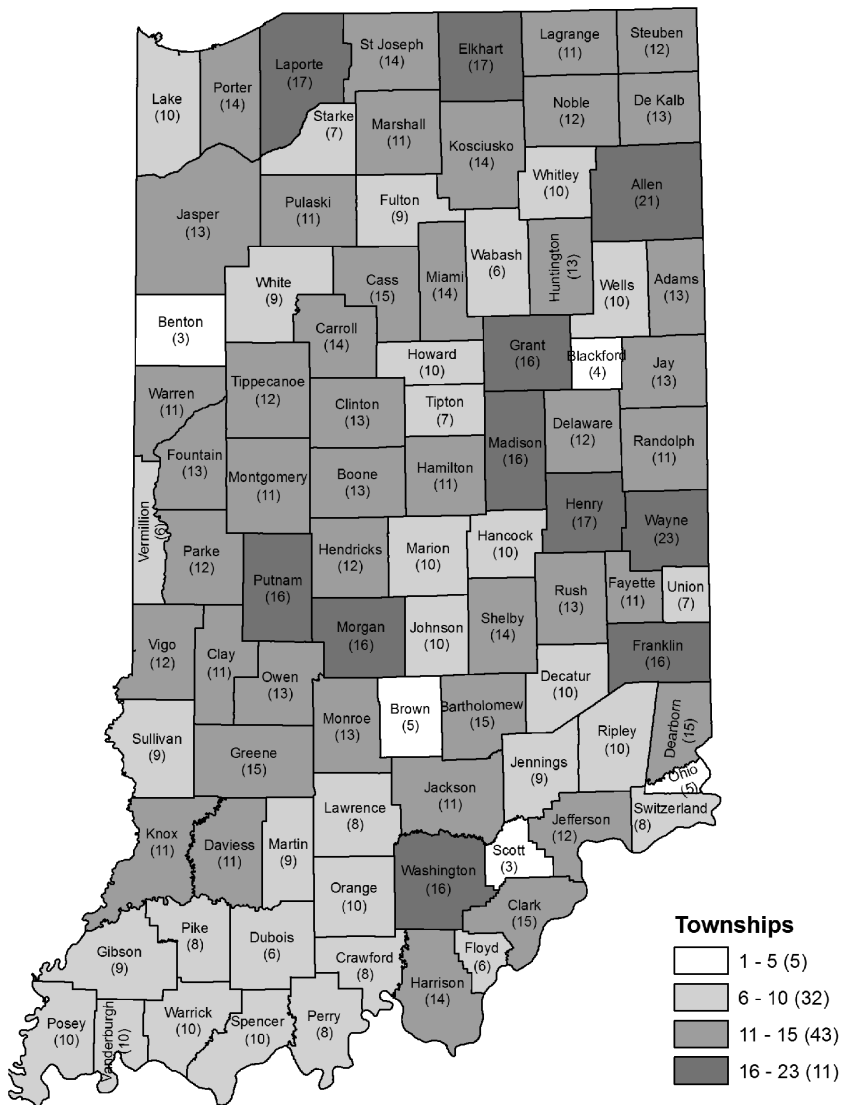 St Joseph
(14)
Elkhart
(17)
Lagrange
(11)
Steuben
(12)
Laporte
(17)
Porter
(14)
Lake
(10)
Starke
(7)
Marshall
(11)
Noble
(12)
De Kalb
(13)
Kosciusko
(14)
Whitley
(10)
Allen
(21)
Jasper
(13)
Pulaski
(11)
Fulton
(9)
Wabash
(6)
Huntington
(13)
White
(9)
Cass
(15)
Miami
(14)
Wells
(10)
Adams
(13)
Benton
(3)
Carroll
(14)
Howard
(10)
Grant
(16)
Blackford
(4)
Jay
(13)
Warren
(11)
Tippecanoe
(12)
Clinton
(13)
Tipton
(7)
Madison
(16)
Delaware
(12)
Randolph
(11)
Fountain
(13)
Montgomery
(11)
Boone
(13)
Hamilton
(11)
Henry
(17)
Wayne
(23)
Vermillion
(6)
Parke
(12)
Putnam
(16)
Hendricks
(12)
Marion
(10)
Hancock
(10)
Rush
(13)
Fayette
(11)
Union
(7)
Vigo
(12)
Clay
(11)
Morgan
(16)
Johnson
(10)
Shelby
(14)
Franklin
(16)
Owen
(13)
Decatur
(10)
Sullivan
(9)
Greene
(15)
Monroe
(13)
Brown
(5)
Bartholomew
(15)
Ripley
(10)
Dearborn
(15)
Jennings
(9)
Ohio
(5)
Switzerland
(8)
Jackson
(11)
Lawrence
(8)
Jefferson
(12)
Knox
(11)
Daviess
(11)
Martin
(9)
Scott
(3)
Washington
(16)
Orange
(10)
Clark
(15)
Pike
(8)
Dubois
(6)
Gibson
(9)
Crawford
(8)
Floyd
(6)
Harrison
(14)
Posey
(10)
Vanderburgh
(10)
Warrick
(10)
Spencer
(10)
Perry
(8)
Townships
1 - 5 (5)
6 - 10 (32)
11 - 15 (43)
16 - 23 (11)